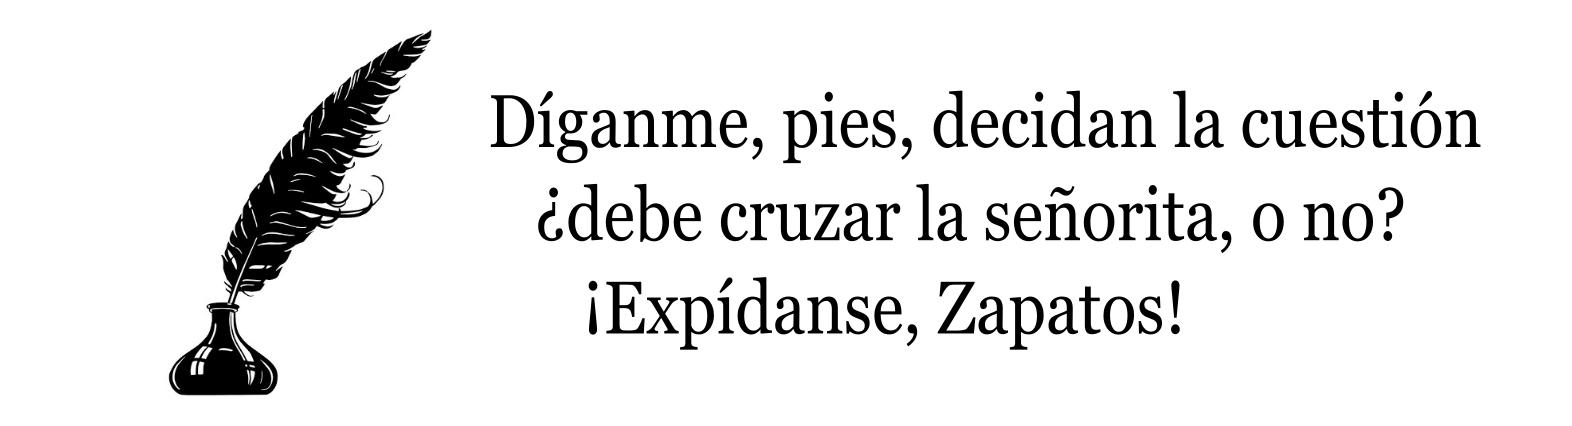 Díganme, pies, decidan la cuestión
¿debe cruzar la señorita, o no?
¡Expídanse, Zapatos!